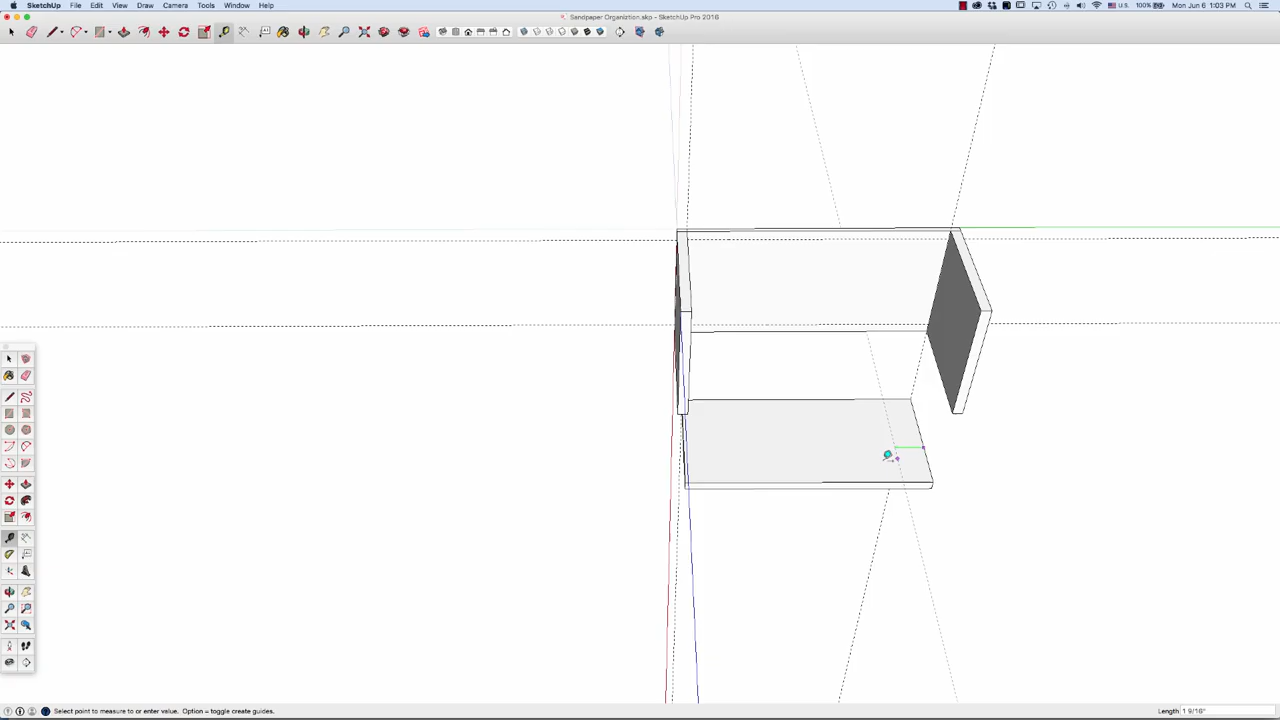 SketchUp File Edit View Draw Camera Tools Window Help
U.S. 100% Mon Jun 6 1:03 PM
Sandpaper Organiztion.skp - SketchUp Pro 2016
Select point to measure to or enter value. Option = toggle create guides.
Length 1 9/16"